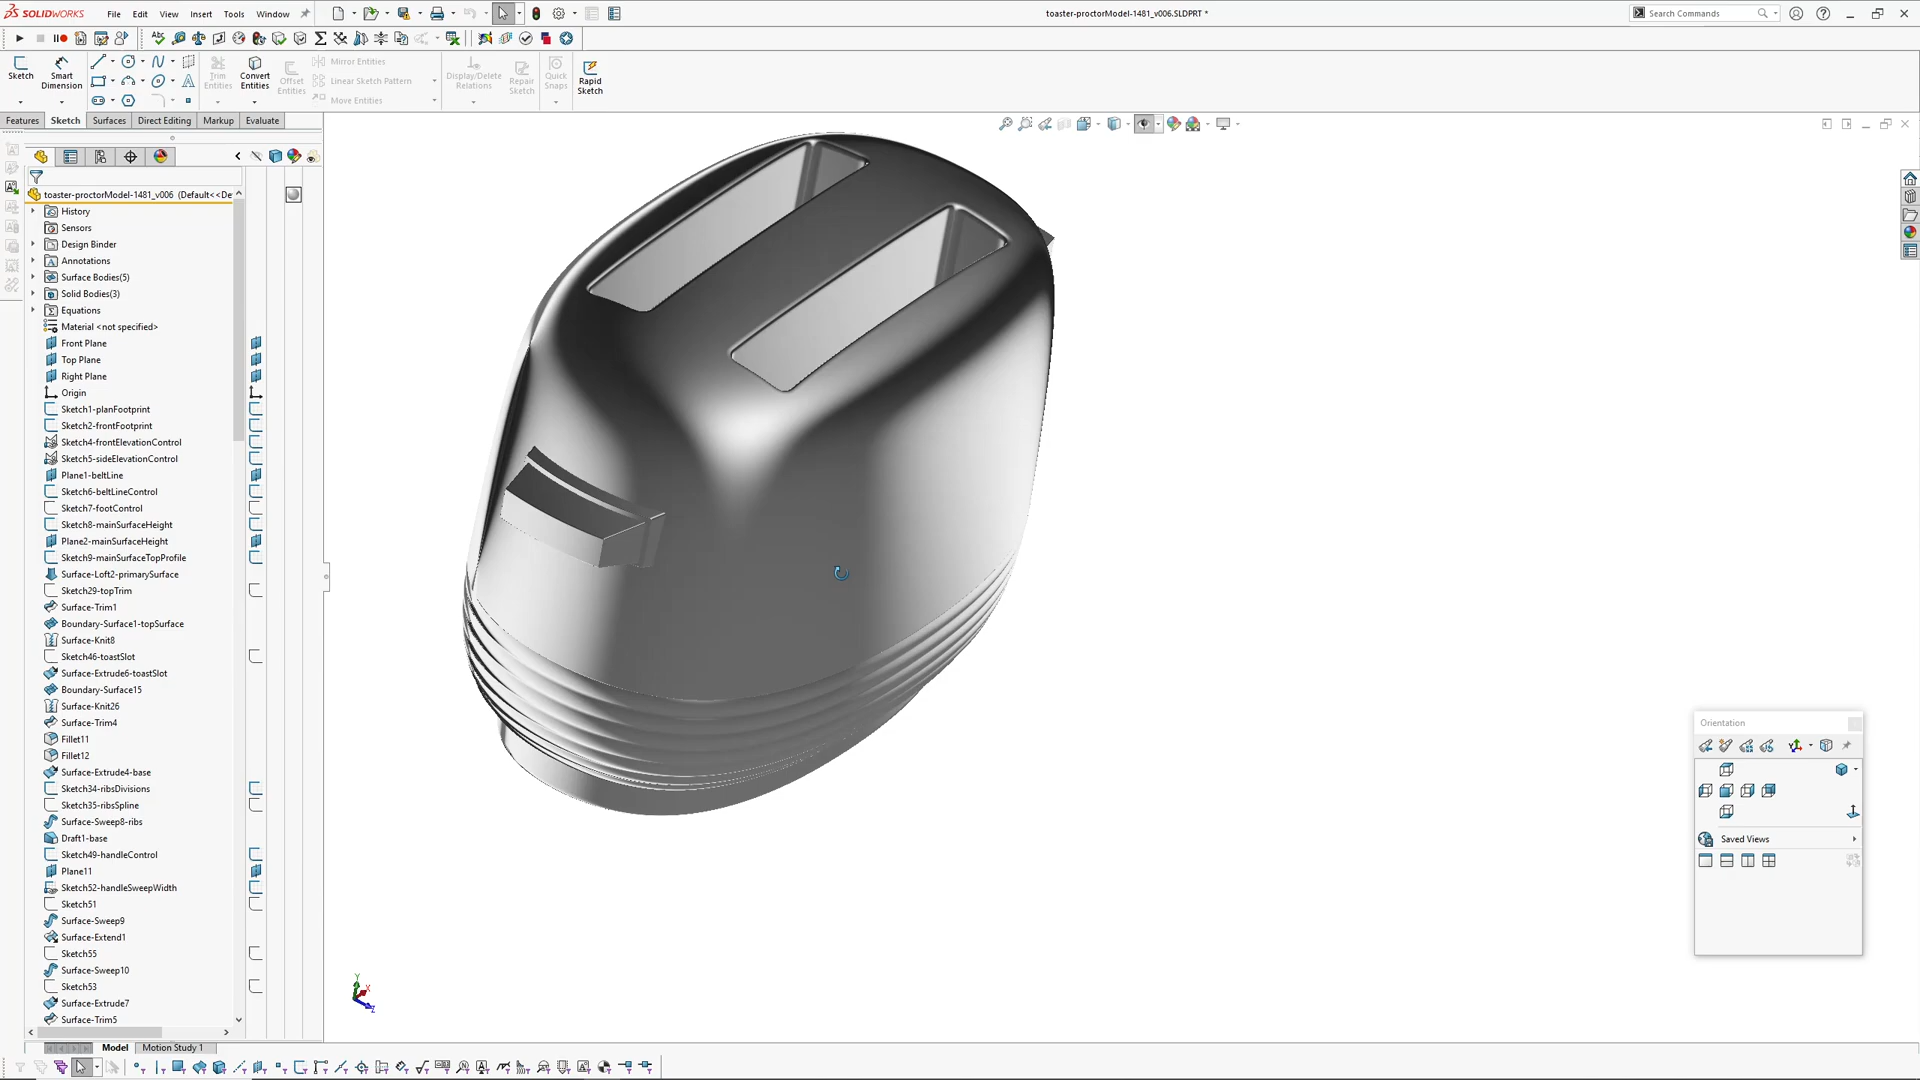 SOLIDWORKS
File
Edit
View
Insert
Tools
Window
toaster-proctorModel-1481_v006.SLDPRT *
Search Commands
Sketch
Smart
Dimension
Trim
Entities
Convert
Entities
Offset
Entities
Mirror Entities
Linear Sketch Pattern
Move Entities
Display/Delete
Relations
Repair
Sketch
Quick
Snaps
Rapid
Sketch
Features
Sketch
Surfaces
Direct Editing
Markup
Evaluate
toaster-proctorModel-1481_v006 (Default<<De
History
Sensors
Design Binder
Annotations
Surface Bodies(5)
Solid Bodies(3)
Equations
Material <not specified>
Front Plane
Top Plane
Right Plane
Origin
Sketch1-planFootprint
Sketch2-frontFootprint
Sketch4-frontElevationControl
Sketch5-sideElevationControl
Plane1-beltLine
Sketch6-beltLineControl
Sketch7-footControl
Sketch8-mainSurfaceHeight
Plane2-mainSurfaceHeight
Sketch9-mainSurfaceTopProfile
Surface-Loft2-primarySurface
Sketch29-topTrim
Surface-Trim1
Boundary-Surface1-topSurface
Surface-Knit8
Sketch46-toastSlot
Surface-Extrude6-toastSlot
Boundary-Surface15
Surface-Knit26
Surface-Trim4
Fillet11
Fillet12
Surface-Extrude4-base
Sketch34-ribsDivisions
Sketch35-ribsSpline
Surface-Sweep8-ribs
Draft1-base
Sketch49-handleControl
Plane11
Sketch52-handleSweepWidth
Sketch51
Surface-Sweep9
Surface-Extend1
Sketch55
Surface-Sweep10
Sketch53
Surface-Extrude7
Surface-Trim5
Orientation
Saved Views
Y
X
Z
Model
Motion Study 1